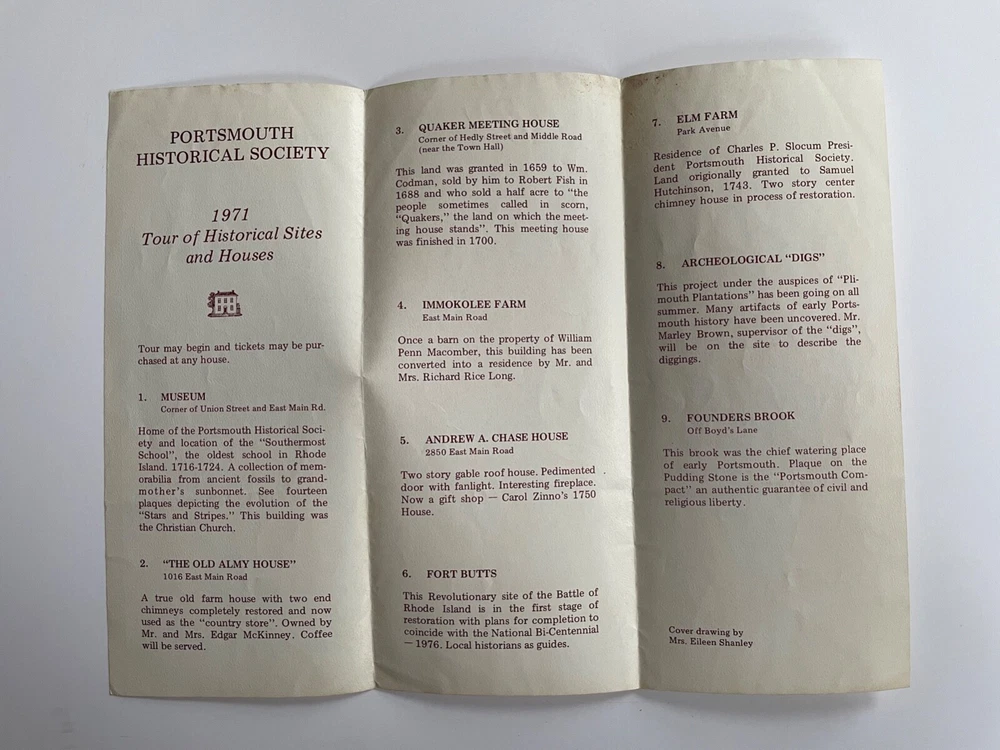 PORTSMOUTH
HISTORICAL SOCIETY
1971
Tour of Historical Sites
and Houses
Tour may begin and tickets may be pur-
chased at any house.
1. MUSEUM
Corner of Union Street and East Main Rd.
Home of the Portsmouth Historical Soci-
ety and location of the "Southermost
School", the oldest school in Rhode
Island. 1716-1724. A collection of mem-
orabilia from ancient fossils to grand-
mother's sunbonnet. See fourteen
plaques depicting the evolution of the
"Stars and Stripes." This building was
the Christian Church.
2. "THE OLD ALMY HOUSE"
1016 East Main Road
A true old farm house with two end
chimneys completely restored and now
used as the "country store". Owned by
Mr. and Mrs. Edgar McKinney. Coffee
will be served.
3. QUAKER MEETING HOUSE
Corner of Hedly Street and Middle Road
(near the Town Hall)
This land was granted in 1659 to Wm.
Codman, sold by him to Robert Fish in
1688 and who sold a half acre to "the
people sometimes called in scorn,
"Quakers," the land on which the meet-
ing house stands". This meeting house
was finished in 1700.
4. IMMOKOLEE FARM
East Main Road
Once a barn on the property of William
Penn Macomber, this building has been
converted into a residence by Mr. and
Mrs. Richard Rice Long.
5. ANDREW A. CHASE HOUSE
2850 East Main Road
Two story gable roof house. Pedimented
door with fanlight. Interesting fireplace.
Now a gift shop — Carol Zinno's 1750
House.
6. FORT BUTTS
This Revolutionary site of the Battle of
Rhode Island is in the first stage of
restoration with plans for completion to
coincide with the National Bi-Centennial
— 1976. Local historians as guides.
7. ELM FARM
Park Avenue
Residence of Charles P. Slocum Presi-
dent Portsmouth Historical Society.
Land origionally granted to Samuel
Hutchinson, 1743. Two story center
chimney house in process of restoration.
8. ARCHEOLOGICAL "DIGS"
This project under the auspices of "Pli-
mouth Plantations" has been going on all
summer. Many artifacts of early Ports-
mouth history have been uncovered. Mr.
Marley Brown, supervisor of the "digs",
will be on the site to describe the
diggings.
9. FOUNDERS BROOK
Off Boyd's Lane
This brook was the chief watering place
of early Portsmouth. Plaque on the
Pudding Stone is the "Portsmouth Com-
pact" an authentic guarantee of civil and
religious liberty.
Cover drawing by
Mrs. Eileen Shanley